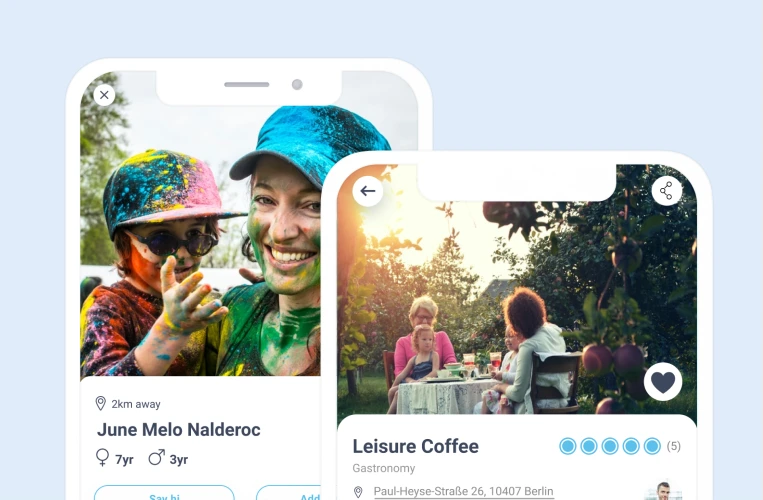 2km away
June Melo Nalderoc
7yr 3yr
Say hi
Add
Leisure Coffee
(5)
Gastronomy
Paul-Heyse-Straße 26, 10407 Berlin